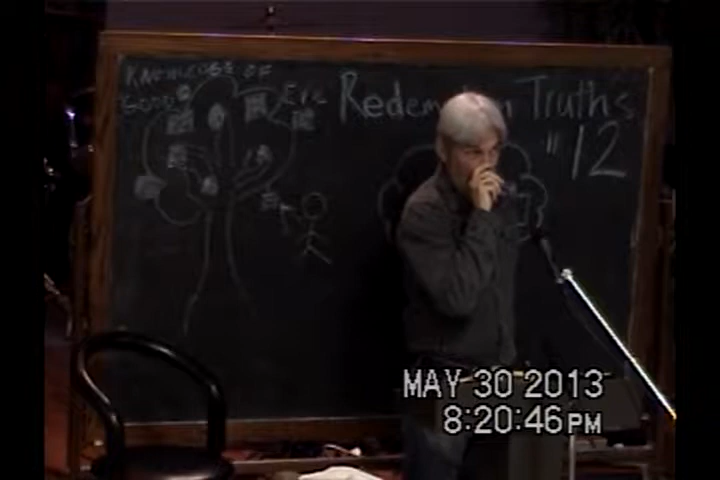 KNOWLEDGE OF
GOOD & EVIL
Redem n Truths
#12
MAY 30 2013
8:20:46 PM